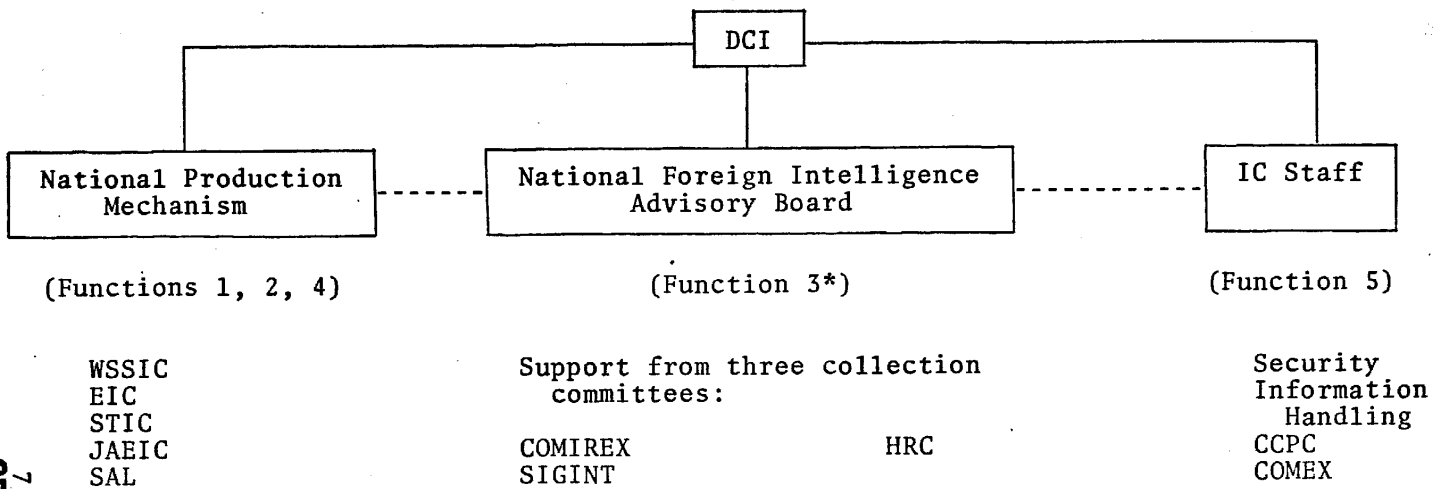 DCI
National Production
Mechanism
National Foreign Intelligence
Advisory Board
IC Staff
(Functions 1, 2, 4)
(Function 3*)
(Function 5)
WSSIC
EIC
STIC
JAEIC
SAL
Support from three collection
committees:
COMIREX HRC
SIGINT
Security
Information
Handling
CCPC
COMEX